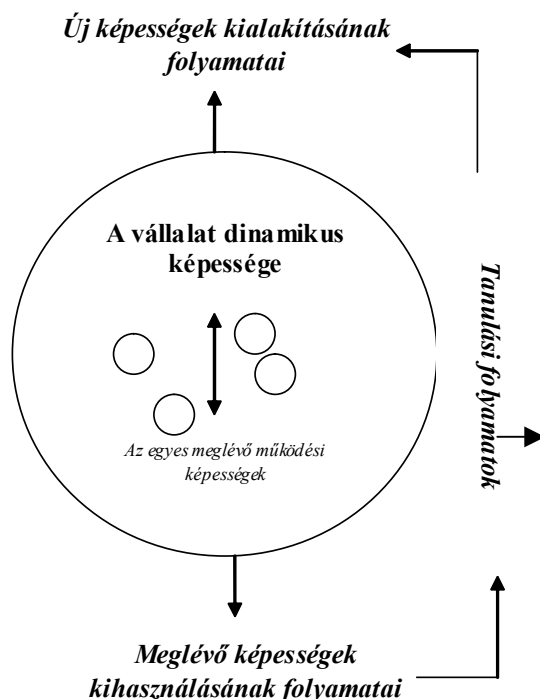 Új képességek kialakításának
folyamatai
A vállalat dinamikus
képessége
Tanulási folyamatok
Az egyes meglévő működési
képességek
Meglévő képességek
kihasználásának folyamatai